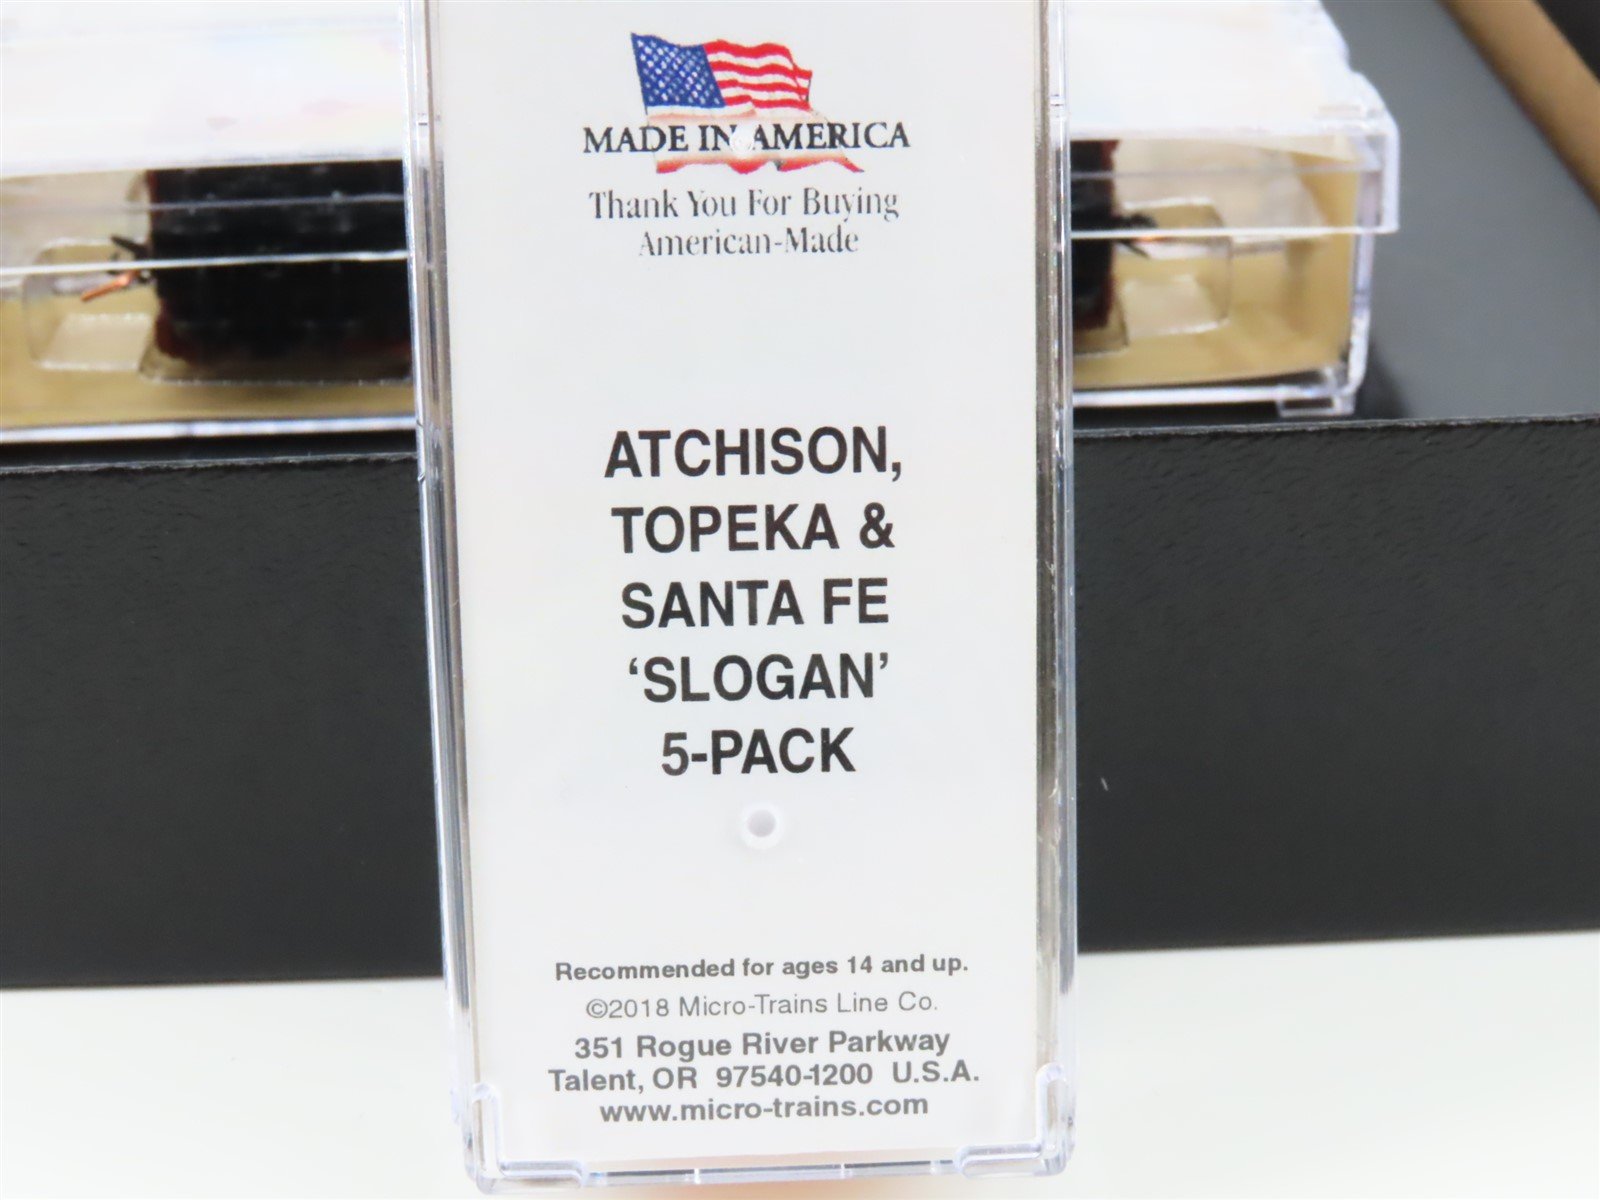 MADE IN AMERICA
Thank You For Buying
American-Made
ATCHISON,
TOPEKA &
SANTA FE
‘SLOGAN’
5-PACK
Recommended for ages 14 and up.
©2018 Micro-Trains Line Co.
351 Rogue River Parkway
Talent, OR 97540-1200 U.S.A.
www.micro-trains.com